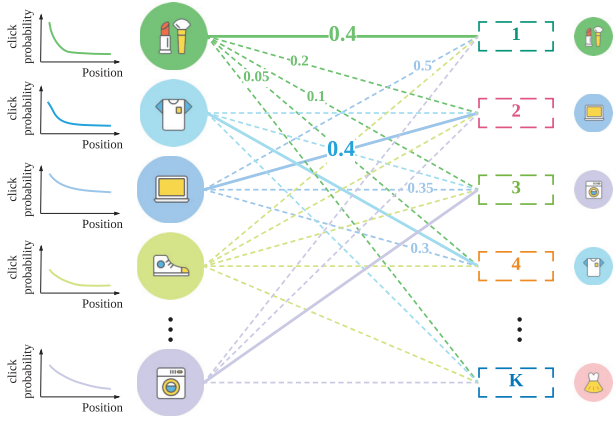 click probability
Position
click probability
Position
click probability
Position
click probability
Position
click probability
Position
0.4
0.2
0.05
0.1
0.5
0.4
0.35
0.3
1
2
3
4
K